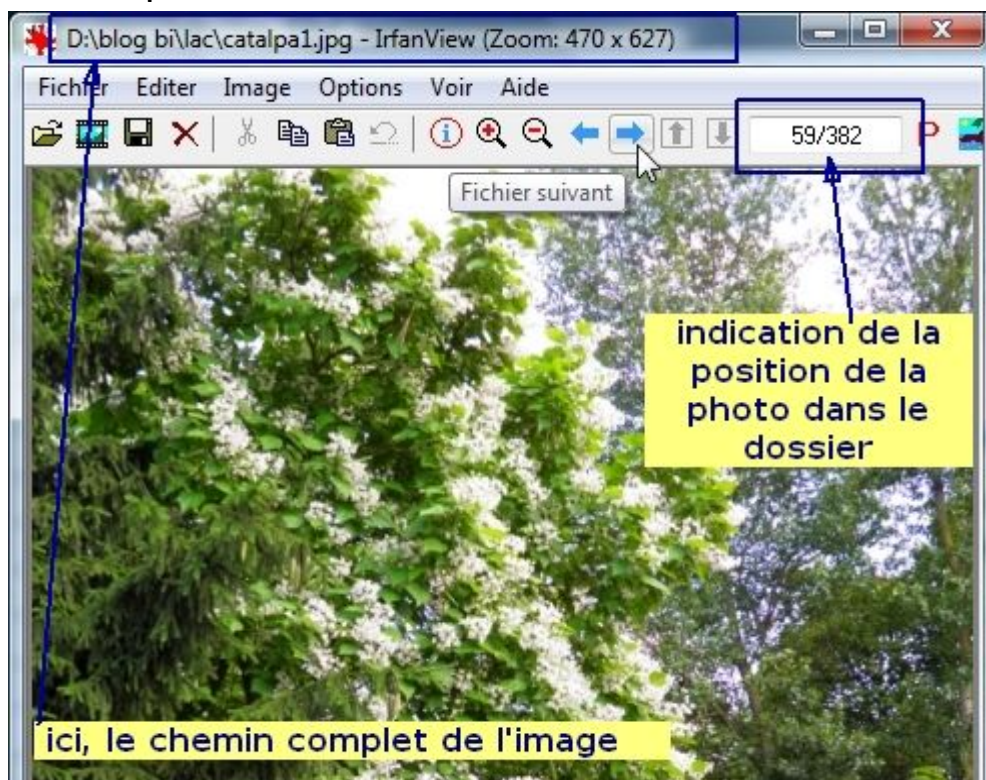 D:\blog bi\lac\catalpa1.jpg - IrfanView (Zoom: 470 x 627)
Fichier Editer Image Options Voir Aide
59/382 P
Fichier suivant
indication de la
position de la
photo dans le
dossier
ici, le chemin complet de l'image